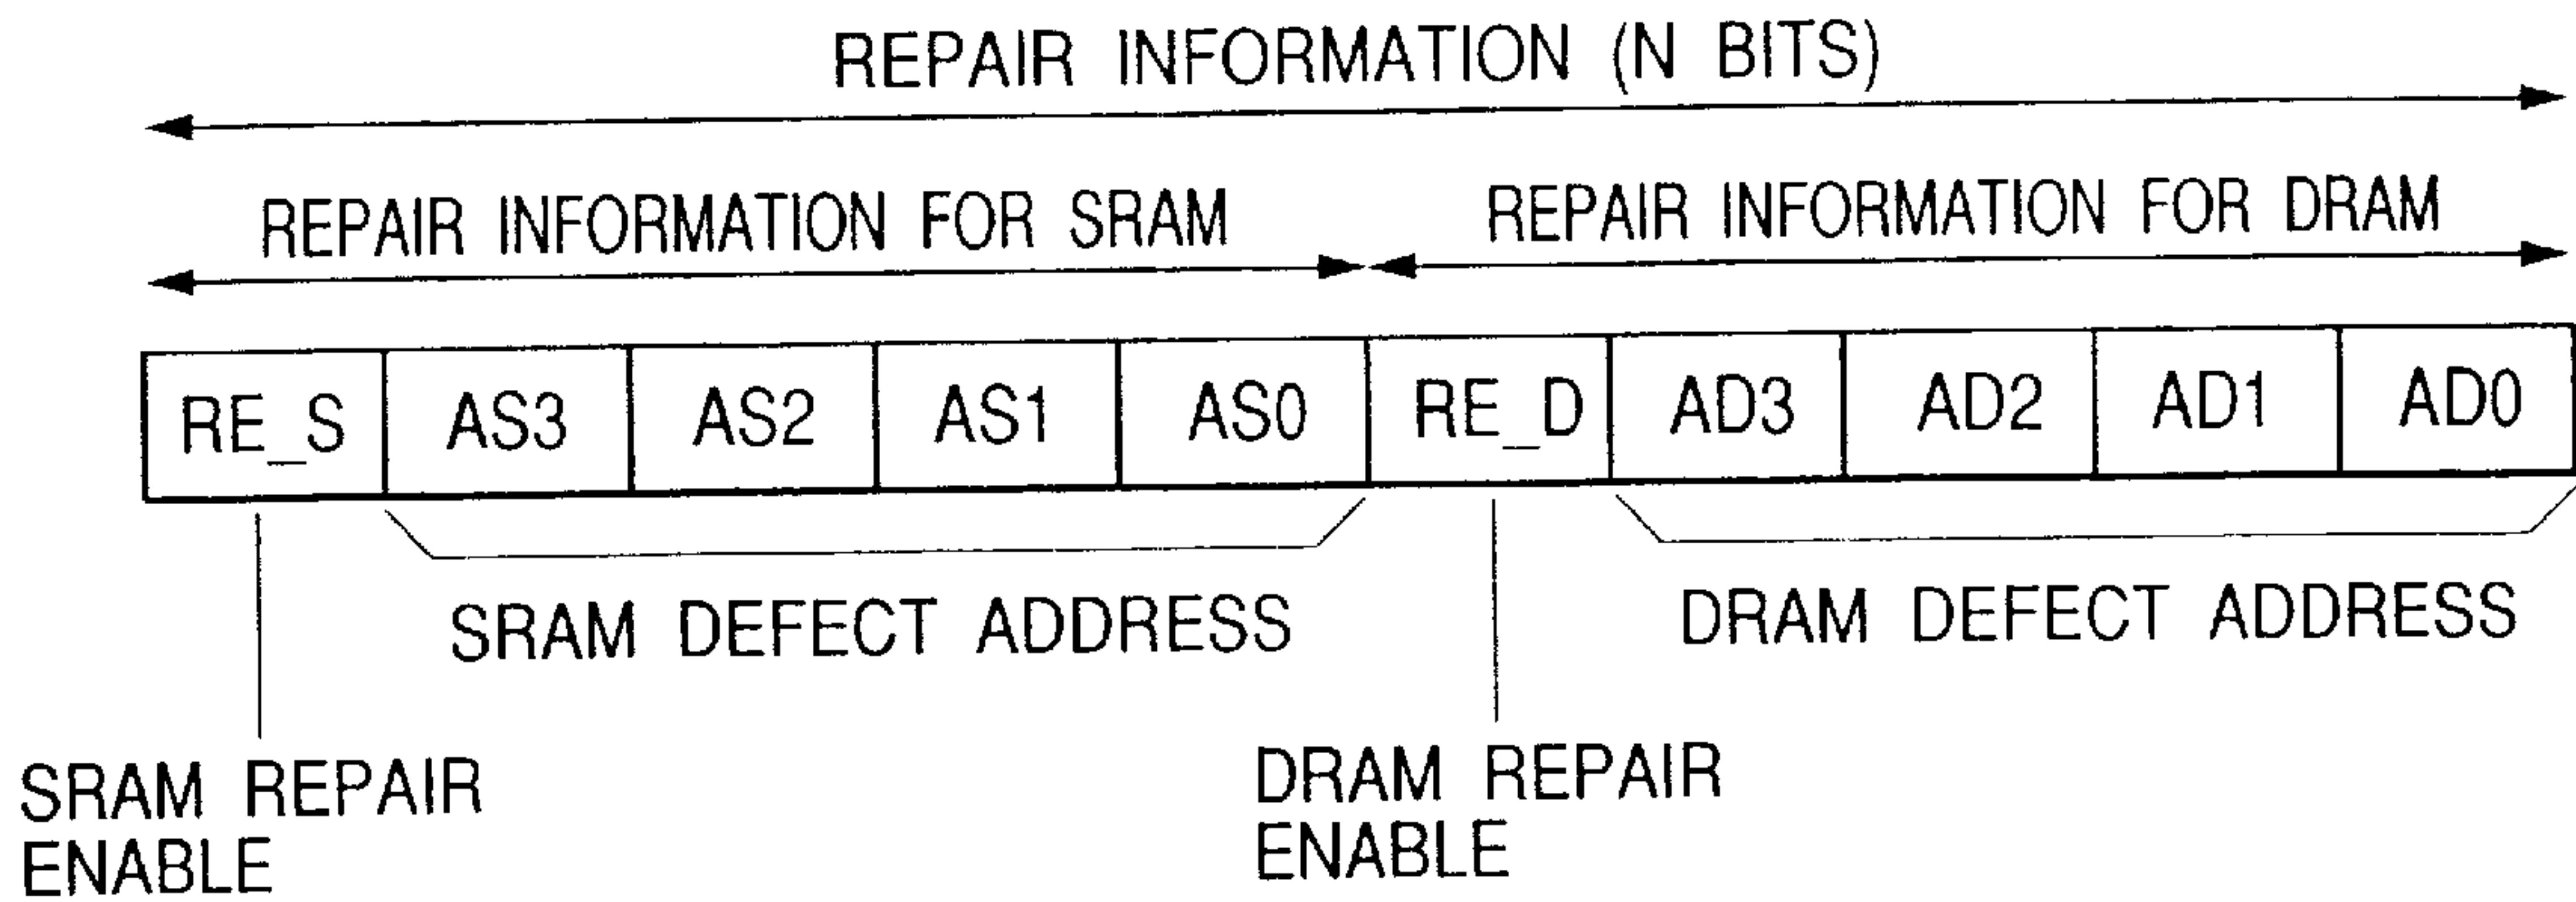 REPAIR INFORMATION (N BITS)
REPAIR INFORMATION FOR SRAM
REPAIR INFORMATION FOR DRAM
RE_S AS3 AS2 AS1 AS0 RE_D AD3 AD2 AD1 AD0
SRAM DEFECT ADDRESS
DRAM DEFECT ADDRESS
SRAM REPAIR
ENABLE
DRAM REPAIR
ENABLE